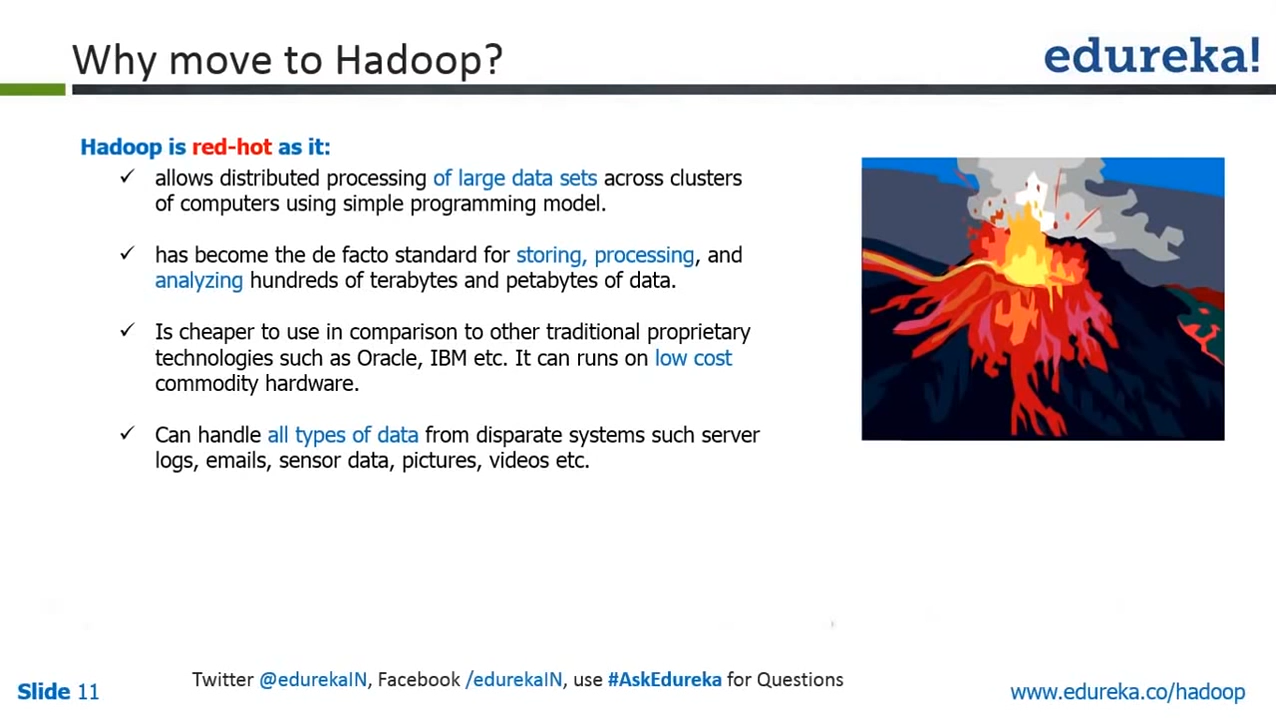 Why move to Hadoop?
edureka!
Hadoop is red-hot as it:
✓ allows distributed processing of large data sets across clusters
of computers using simple programming model.
✓ has become the de facto standard for storing, processing, and
analyzing hundreds of terabytes and petabytes of data.
✓ Is cheaper to use in comparison to other traditional proprietary
technologies such as Oracle, IBM etc. It can runs on low cost
commodity hardware.
✓ Can handle all types of data from disparate systems such server
logs, emails, sensor data, pictures, videos etc.
Slide 11
Twitter @edurekaIN, Facebook /edurekaIN, use #AskEdureka for Questions
www.edureka.co/hadoop